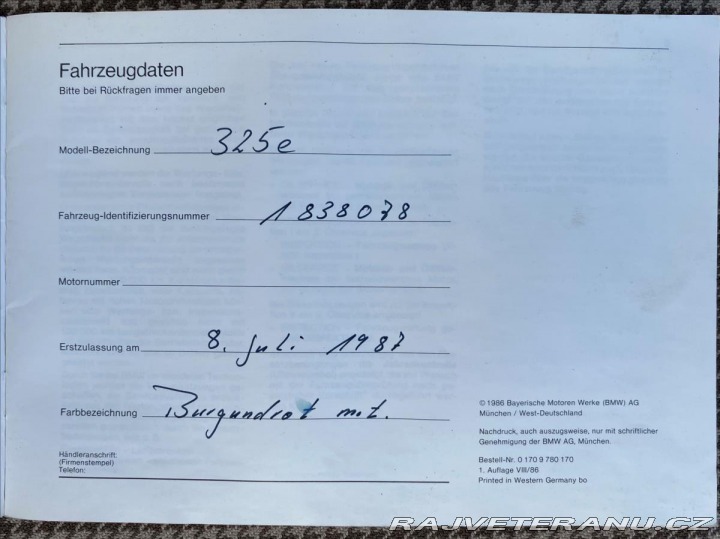 Fahrzeugdaten
Bitte bei Rückfragen immer angeben
Modell-Bezeichnung 325e
Fahrzeug-Identifizierungsnummer 1838078
Motornummer
Erstzulassung am 8. Juli 1987
Farbbezeichnung Burgundrot met.
Händleranschrift:
(Firmenstempel)
Telefon:
© 1986 Bayerische Motoren Werke (BMW) AG
München / West-Deutschland
Nachdruck, auch auszugsweise, nur mit schriftlicher
Genehmigung der BMW AG, München.
Bestell-Nr. 0 170 9 780 170
1. Auflage VIII/86
Printed in Western Germany bo
RAJVETERANU.CZ